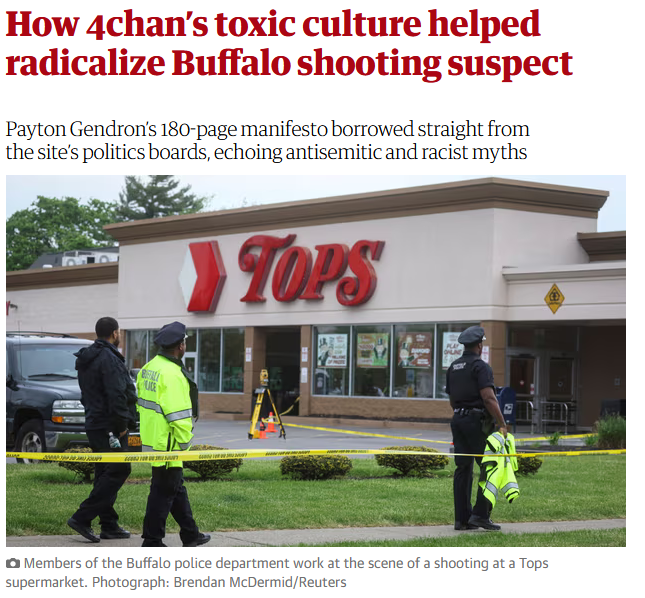 How 4chan's toxic culture helped
radicalize Buffalo shooting suspect
Payton Gendron's 180-page manifesto borrowed straight from
the site's politics boards, echoing antisemitic and racist myths
TOPS
BUFFALO
POLICE
Members of the Buffalo police department work at the scene of a shooting at a Tops
supermarket. Photograph: Brendan McDermid/Reuters